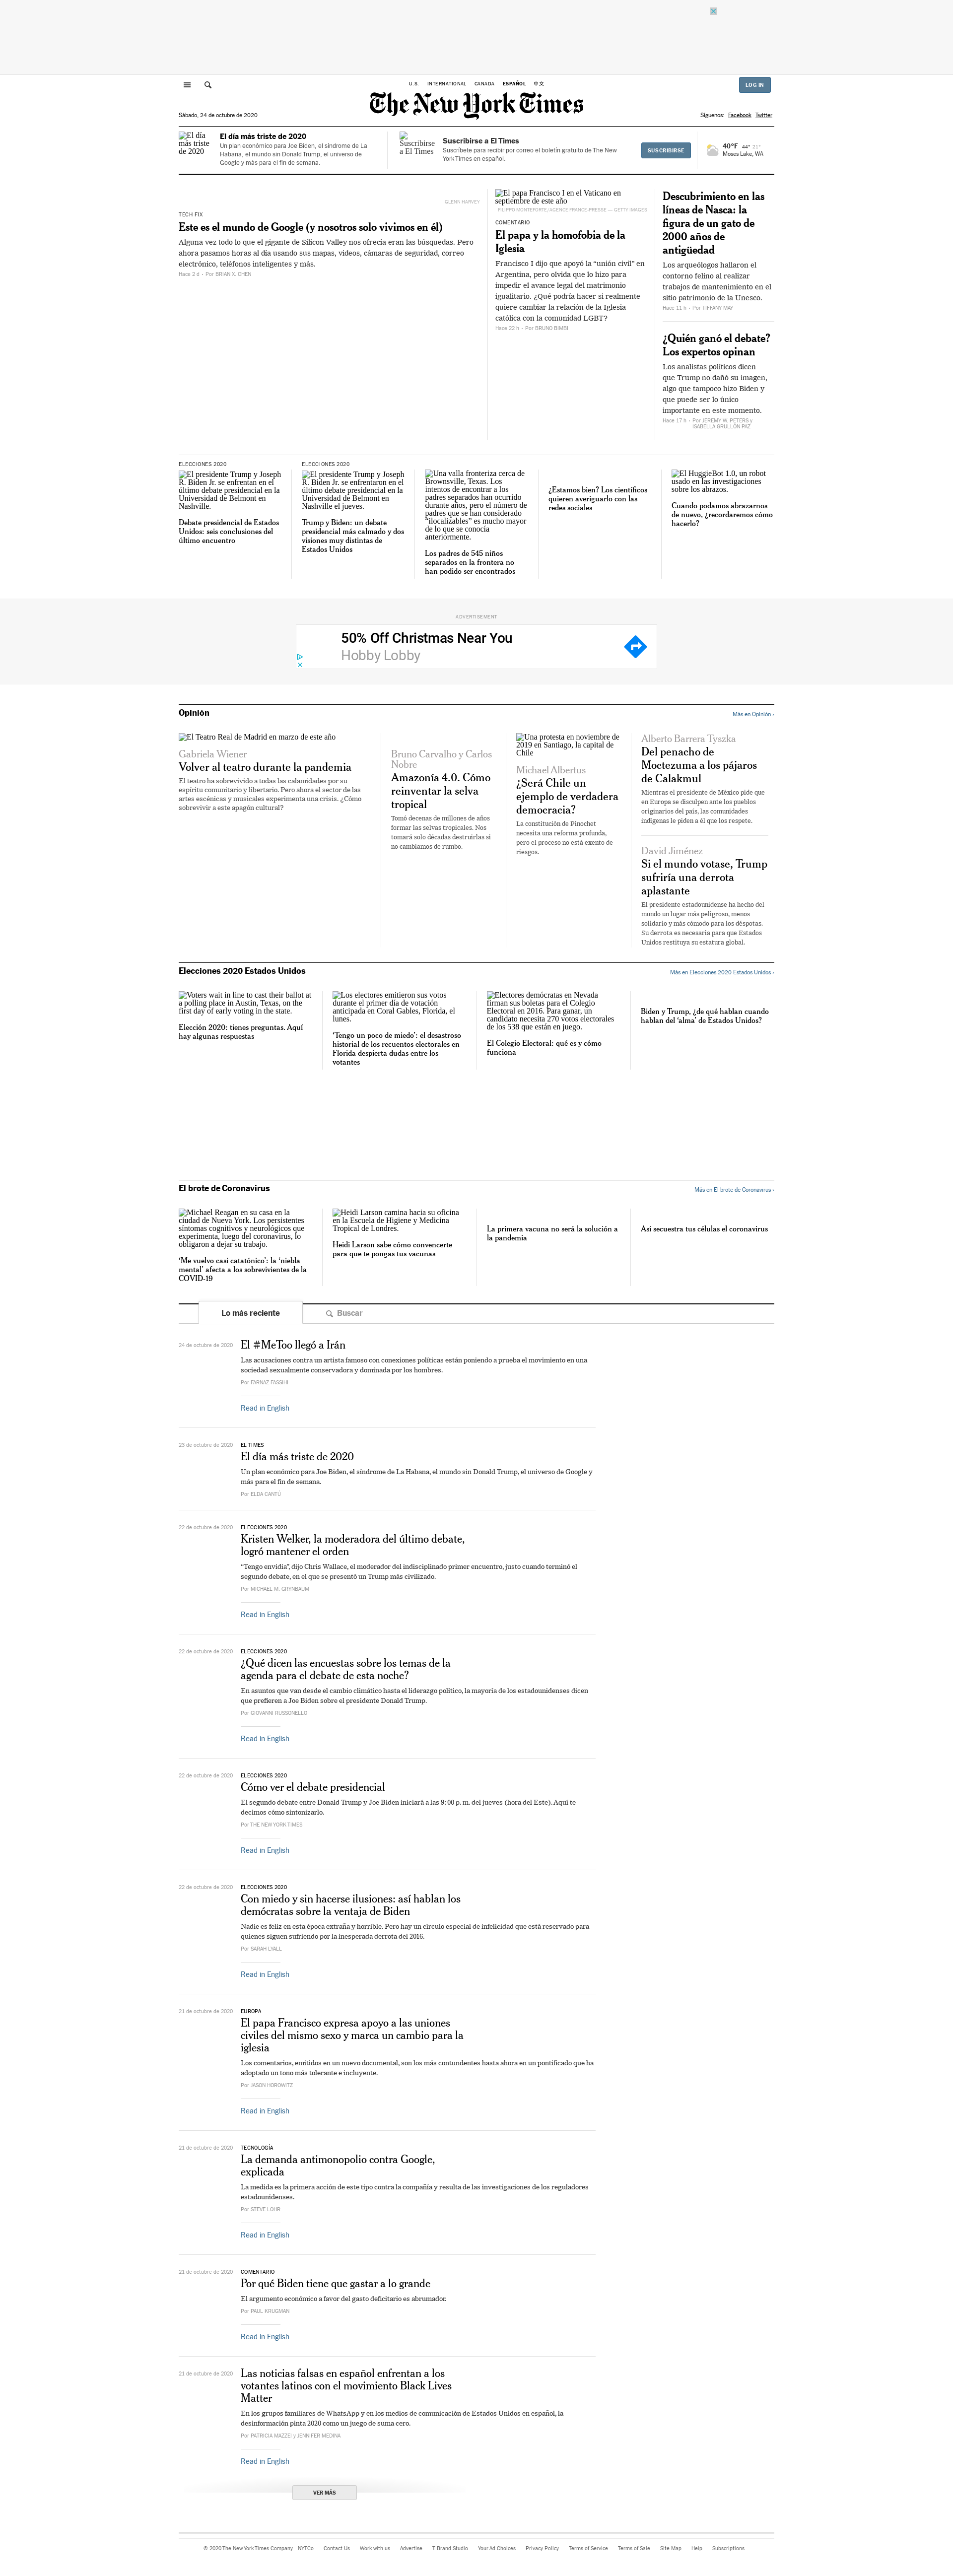 U.S. INTERNATIONAL CANADA ESPAÑOL 中文
LOG IN
The New York Times
Sábado, 24 de octubre de 2020
Síguenos: Facebook Twitter
El día más triste de 2020
El día más triste de 2020
Un plan económico para Joe Biden, el síndrome de La Habana, el mundo sin Donald Trump, el universo de Google y más para el fin de semana.
Suscribirse a El Times
Suscribirse a El Times
Suscríbete para recibir por correo el boletín gratuito de The New York Times en español.
SUSCRIBIRSE
40°F 44° 21°
Moses Lake, WA
GLENN HARVEY
TECH FIX
Este es el mundo de Google (y nosotros solo vivimos en él)
Alguna vez todo lo que el gigante de Silicon Valley nos ofrecía eran las búsquedas. Pero ahora pasamos horas al día usando sus mapas, videos, cámaras de seguridad, correo electrónico, teléfonos inteligentes y más.
Hace 2 d - Por BRIAN X. CHEN
El papa Francisco I en el Vaticano en septiembre de este año
FILIPPO MONTEFORTE/AGENCE FRANCE-PRESSE — GETTY IMAGES
COMENTARIO
El papa y la homofobia de la Iglesia
Francisco I dijo que apoyó la “unión civil” en Argentina, pero olvida que lo hizo para impedir el avance legal del matrimonio igualitario. ¿Qué podría hacer si realmente quiere cambiar la relación de la Iglesia católica con la comunidad LGBT?
Hace 22 h - Por BRUNO BIMBI
Descubrimiento en las líneas de Nasca: la figura de un gato de 2000 años de antigüedad
Los arqueólogos hallaron el contorno felino al realizar trabajos de mantenimiento en el sitio patrimonio de la Unesco.
Hace 11 h - Por TIFFANY MAY
¿Quién ganó el debate? Los expertos opinan
Los analistas políticos dicen que Trump no dañó su imagen, algo que tampoco hizo Biden y que puede ser lo único importante en este momento.
Hace 17 h - Por JEREMY W. PETERS y ISABELLA GRULLÓN PAZ
ELECCIONES 2020
El presidente Trump y Joseph R. Biden Jr. se enfrentan en el último debate presidencial en la Universidad de Belmont en Nashville.
Debate presidencial de Estados Unidos: seis conclusiones del último encuentro
ELECCIONES 2020
El presidente Trump y Joseph R. Biden Jr. se enfrentaron en el último debate presidencial en la Universidad de Belmont en Nashville el jueves.
Trump y Biden: un debate presidencial más calmado y dos visiones muy distintas de Estados Unidos
Una valla fronteriza cerca de Brownsville, Texas. Los intentos de encontrar a los padres separados han ocurrido durante años, pero el número de padres que se han considerado “ilocalizables” es mucho mayor de lo que se conocía anteriormente.
Los padres de 545 niños separados en la frontera no han podido ser encontrados
¿Estamos bien? Los científicos quieren averiguarlo con las redes sociales
El HuggieBot 1.0, un robot usado en las investigaciones sobre los abrazos.
Cuando podamos abrazarnos de nuevo, ¿recordaremos cómo hacerlo?
ADVERTISEMENT
50% Off Christmas Near You
Hobby Lobby
Opinión
Más en Opinión ›
El Teatro Real de Madrid en marzo de este año
Gabriela Wiener
Volver al teatro durante la pandemia
El teatro ha sobrevivido a todas las calamidades por su espíritu comunitario y libertario. Pero ahora el sector de las artes escénicas y musicales experimenta una crisis. ¿Cómo sobrevivir a este apagón cultural?
Bruno Carvalho y Carlos Nobre
Amazonía 4.0. Cómo reinventar la selva tropical
Tomó decenas de millones de años formar las selvas tropicales. Nos tomará solo décadas destruirlas si no cambiamos de rumbo.
Una protesta en noviembre de 2019 en Santiago, la capital de Chile
Michael Albertus
¿Será Chile un ejemplo de verdadera democracia?
La constitución de Pinochet necesita una reforma profunda, pero el proceso no está exento de riesgos.
Alberto Barrera Tyszka
Del penacho de Moctezuma a los pájaros de Calakmul
Mientras el presidente de México pide que en Europa se disculpen ante los pueblos originarios del país, las comunidades indígenas le piden a él que los respete.
David Jiménez
Si el mundo votase, Trump sufriría una derrota aplastante
El presidente estadounidense ha hecho del mundo un lugar más peligroso, menos solidario y más cómodo para los déspotas. Su derrota es necesaria para que Estados Unidos restituya su estatura global.
Elecciones 2020 Estados Unidos
Más en Elecciones 2020 Estados Unidos ›
Voters wait in line to cast their ballot at a polling place in Austin, Texas, on the first day of early voting in the state.
Elección 2020: tienes preguntas. Aquí hay algunas respuestas
Los electores emitieron sus votos durante el primer día de votación anticipada en Coral Gables, Florida, el lunes.
‘Tengo un poco de miedo’: el desastroso historial de los recuentos electorales en Florida despierta dudas entre los votantes
Electores demócratas en Nevada firman sus boletas para el Colegio Electoral en 2016. Para ganar, un candidato necesita 270 votos electorales de los 538 que están en juego.
El Colegio Electoral: qué es y cómo funciona
Biden y Trump, ¿de qué hablan cuando hablan del ‘alma’ de Estados Unidos?
El brote de Coronavirus
Más en El brote de Coronavirus ›
Michael Reagan en su casa en la ciudad de Nueva York. Los persistentes síntomas cognitivos y neurológicos que experimenta, luego del coronavirus, lo obligaron a dejar su trabajo.
‘Me vuelvo casi catatónico’: la ‘niebla mental’ afecta a los sobrevivientes de la COVID-19
Heidi Larson camina hacia su oficina en la Escuela de Higiene y Medicina Tropical de Londres.
Heidi Larson sabe cómo convencerte para que te pongas tus vacunas
La primera vacuna no será la solución a la pandemia
Así secuestra tus células el coronavirus
Lo más reciente
Buscar
24 de octubre de 2020
El #MeToo llegó a Irán
Las acusaciones contra un artista famoso con conexiones políticas están poniendo a prueba el movimiento en una sociedad sexualmente conservadora y dominada por los hombres.
Por FARNAZ FASSIHI
Read in English
23 de octubre de 2020
EL TIMES
El día más triste de 2020
Un plan económico para Joe Biden, el síndrome de La Habana, el mundo sin Donald Trump, el universo de Google y más para el fin de semana.
Por ELDA CANTÚ
22 de octubre de 2020
ELECCIONES 2020
Kristen Welker, la moderadora del último debate, logró mantener el orden
“Tengo envidia”, dijo Chris Wallace, el moderador del indisciplinado primer encuentro, justo cuando terminó el segundo debate, en el que se presentó un Trump más civilizado.
Por MICHAEL M. GRYNBAUM
Read in English
22 de octubre de 2020
ELECCIONES 2020
¿Qué dicen las encuestas sobre los temas de la agenda para el debate de esta noche?
En asuntos que van desde el cambio climático hasta el liderazgo político, la mayoría de los estadounidenses dicen que prefieren a Joe Biden sobre el presidente Donald Trump.
Por GIOVANNI RUSSONELLO
Read in English
22 de octubre de 2020
ELECCIONES 2020
Cómo ver el debate presidencial
El segundo debate entre Donald Trump y Joe Biden iniciará a las 9:00 p. m. del jueves (hora del Este). Aquí te decimos cómo sintonizarlo.
Por THE NEW YORK TIMES
Read in English
22 de octubre de 2020
ELECCIONES 2020
Con miedo y sin hacerse ilusiones: así hablan los demócratas sobre la ventaja de Biden
Nadie es feliz en esta época extraña y horrible. Pero hay un círculo especial de infelicidad que está reservado para quienes siguen sufriendo por la inesperada derrota del 2016.
Por SARAH LYALL
Read in English
21 de octubre de 2020
EUROPA
El papa Francisco expresa apoyo a las uniones civiles del mismo sexo y marca un cambio para la iglesia
Los comentarios, emitidos en un nuevo documental, son los más contundentes hasta ahora en un pontificado que ha adoptado un tono más tolerante e incluyente.
Por JASON HOROWITZ
Read in English
21 de octubre de 2020
TECNOLOGÍA
La demanda antimonopolio contra Google, explicada
La medida es la primera acción de este tipo contra la compañía y resulta de las investigaciones de los reguladores estadounidenses.
Por STEVE LOHR
Read in English
21 de octubre de 2020
COMENTARIO
Por qué Biden tiene que gastar a lo grande
El argumento económico a favor del gasto deficitario es abrumador.
Por PAUL KRUGMAN
Read in English
21 de octubre de 2020
Las noticias falsas en español enfrentan a los votantes latinos con el movimiento Black Lives Matter
En los grupos familiares de WhatsApp y en los medios de comunicación de Estados Unidos en español, la desinformación pinta 2020 como un juego de suma cero.
Por PATRICIA MAZZEI y JENNIFER MEDINA
Read in English
VER MÁS
© 2020 The New York Times Company NYTCo Contact Us Work with us Advertise T Brand Studio Your Ad Choices Privacy Policy Terms of Service Terms of Sale Site Map Help Subscriptions